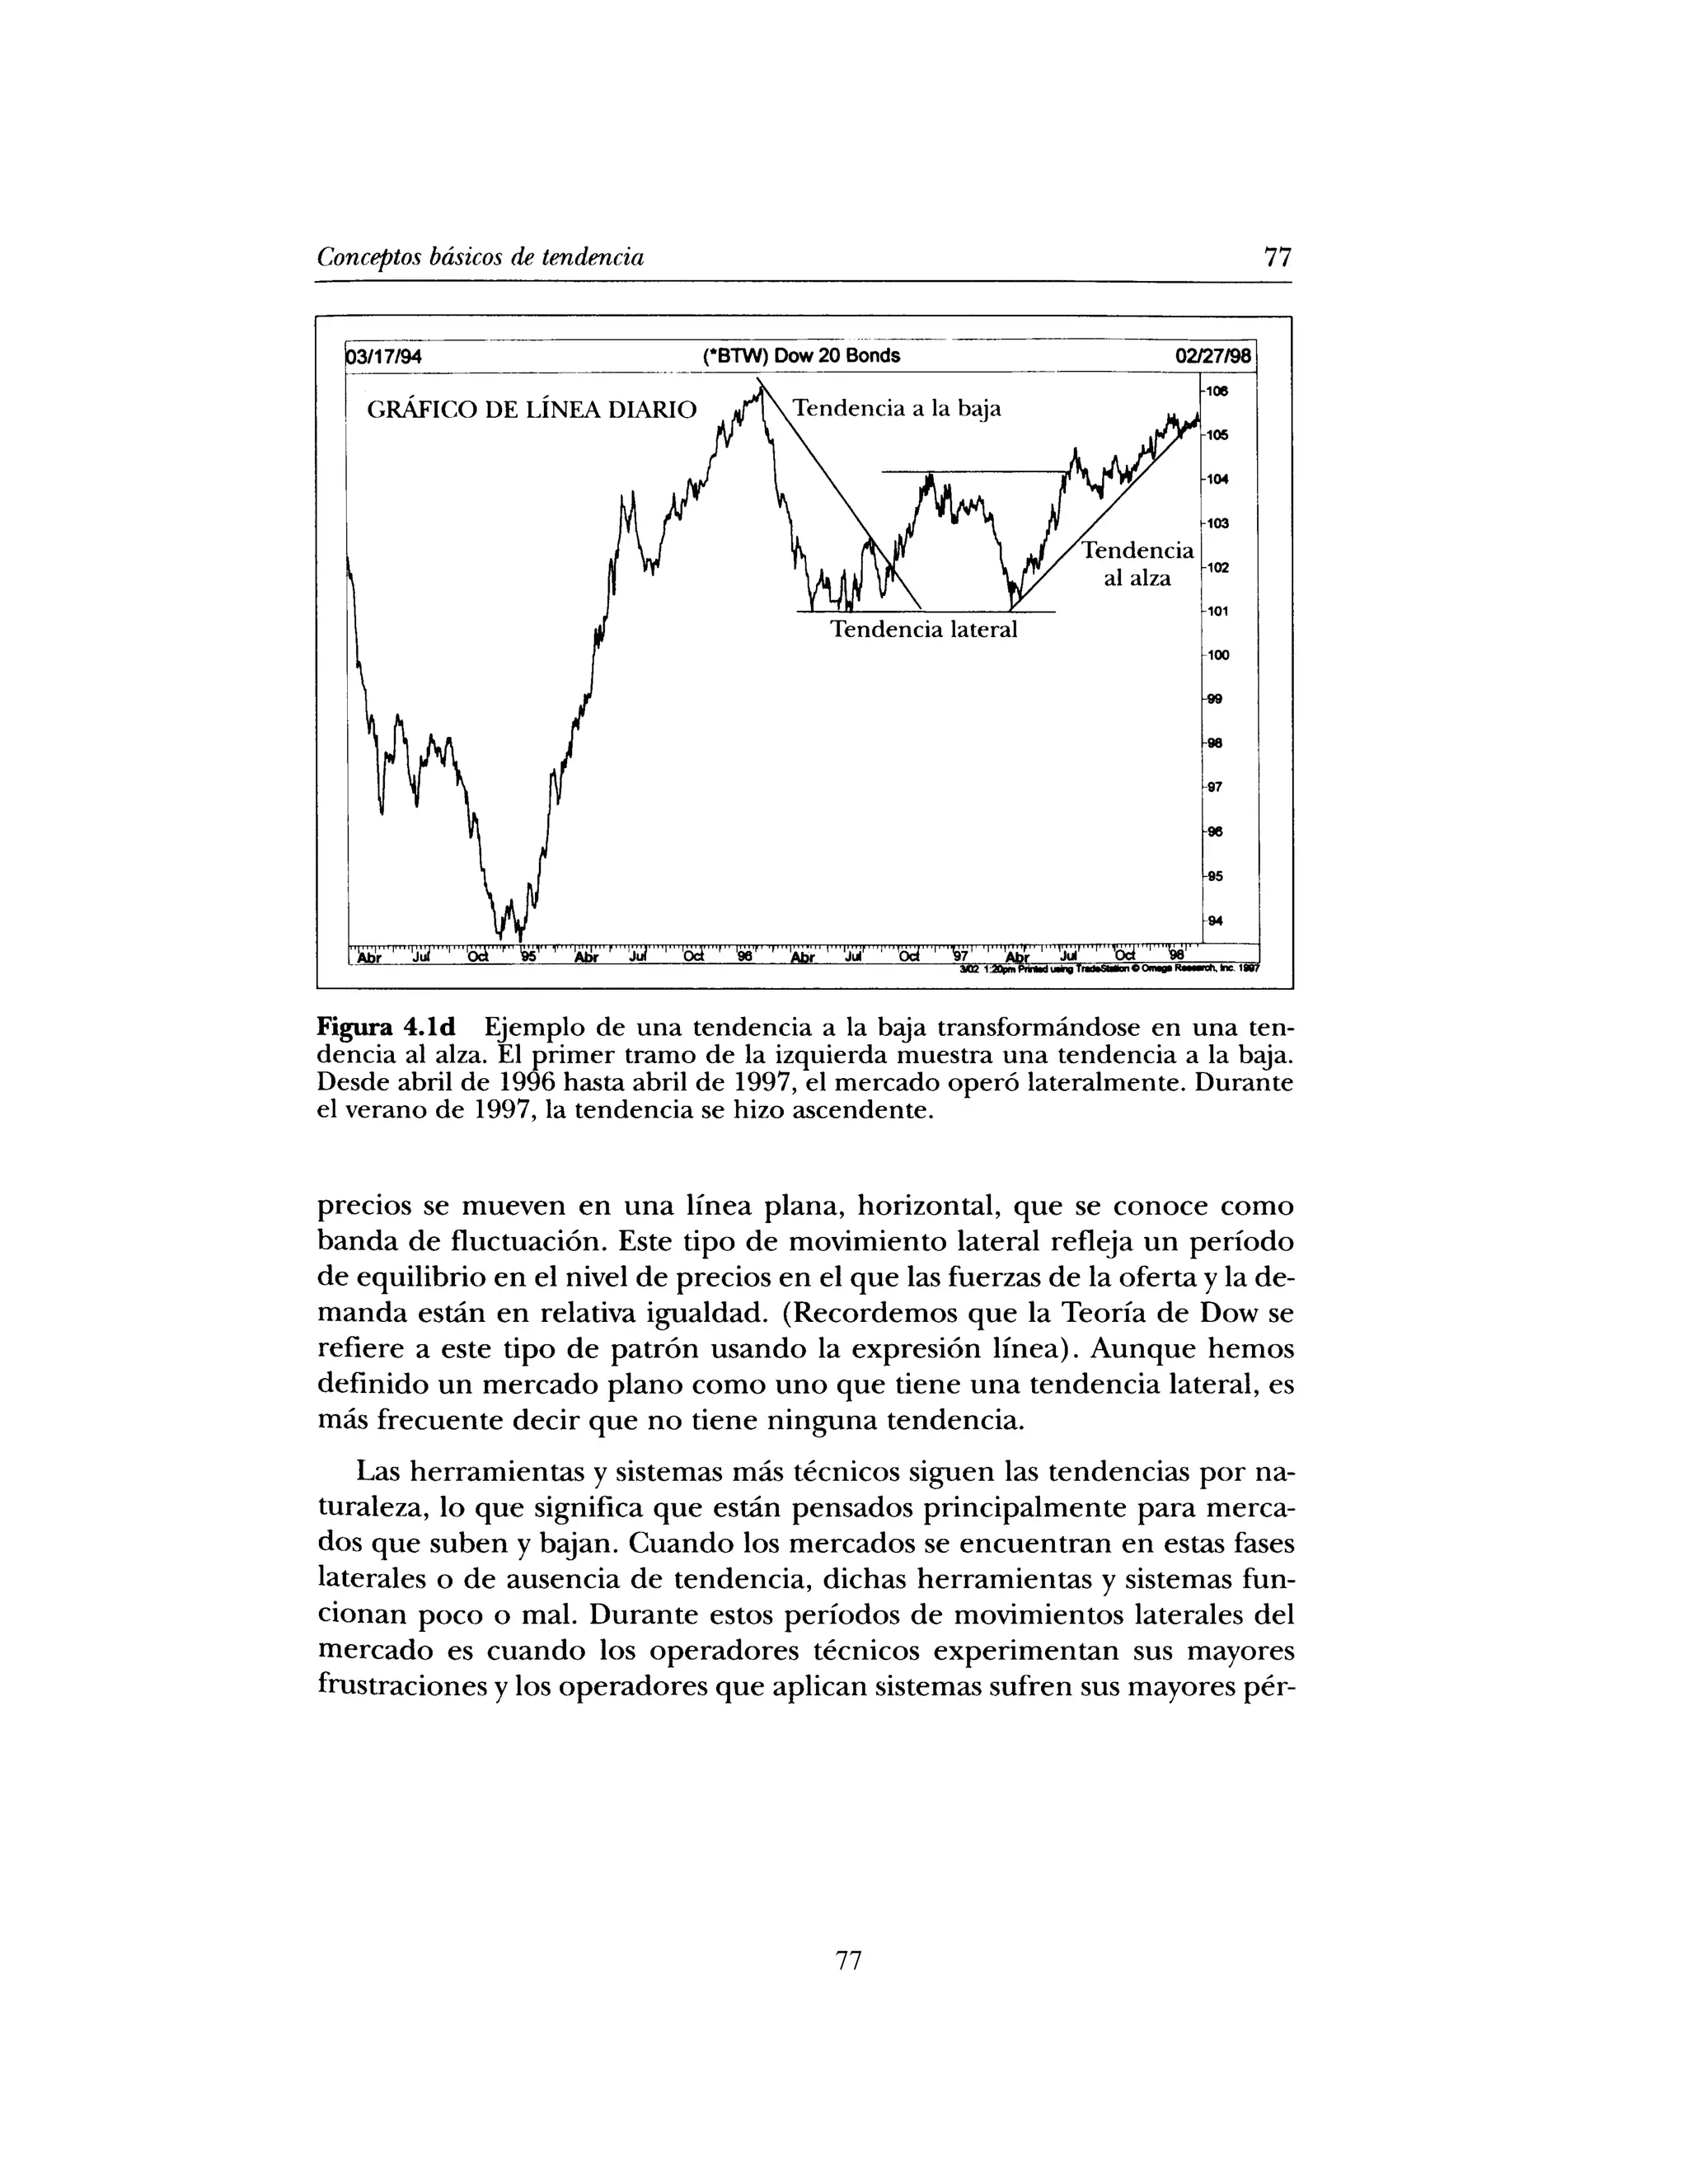 Conceptos básicos de tendencia 77
03/17/94 (*BTW) Dow 20 Bonds 02/27/98
GRÁFICO DE LÍNEA DIARIO
Tendencia a la baja
106
105
104
103
Tendencia
al alza
102
101
Tendencia lateral
100
99
98
97
96
95
94
Abr Jul Oct 95 Abr Jul Oct 96 Abr Jul Oct 97 Abr Jul Oct 98
3/02 1:20pm Printed using TradeStation © Omega Research, Inc. 1997
Figura 4.1d Ejemplo de una tendencia a la baja transformándose en una ten-
dencia al alza. El primer tramo de la izquierda muestra una tendencia a la baja.
Desde abril de 1996 hasta abril de 1997, el mercado operó lateralmente. Durante
el verano de 1997, la tendencia se hizo ascendente.
precios se mueven en una línea plana, horizontal, que se conoce como
banda de fluctuación. Este tipo de movimiento lateral refleja un período
de equilibrio en el nivel de precios en el que las fuerzas de la oferta y la de-
manda están en relativa igualdad. (Recordemos que la Teoría de Dow se
refiere a este tipo de patrón usando la expresión línea). Aunque hemos
definido un mercado plano como uno que tiene una tendencia lateral, es
más frecuente decir que no tiene ninguna tendencia.
Las herramientas y sistemas más técnicos siguen las tendencias por na-
turaleza, lo que significa que están pensados principalmente para merca-
dos que suben y bajan. Cuando los mercados se encuentran en estas fases
laterales o de ausencia de tendencia, dichas herramientas y sistemas fun-
cionan poco o mal. Durante estos períodos de movimientos laterales del
mercado es cuando los operadores técnicos experimentan sus mayores
frustraciones y los operadores que aplican sistemas sufren sus mayores pér-
77